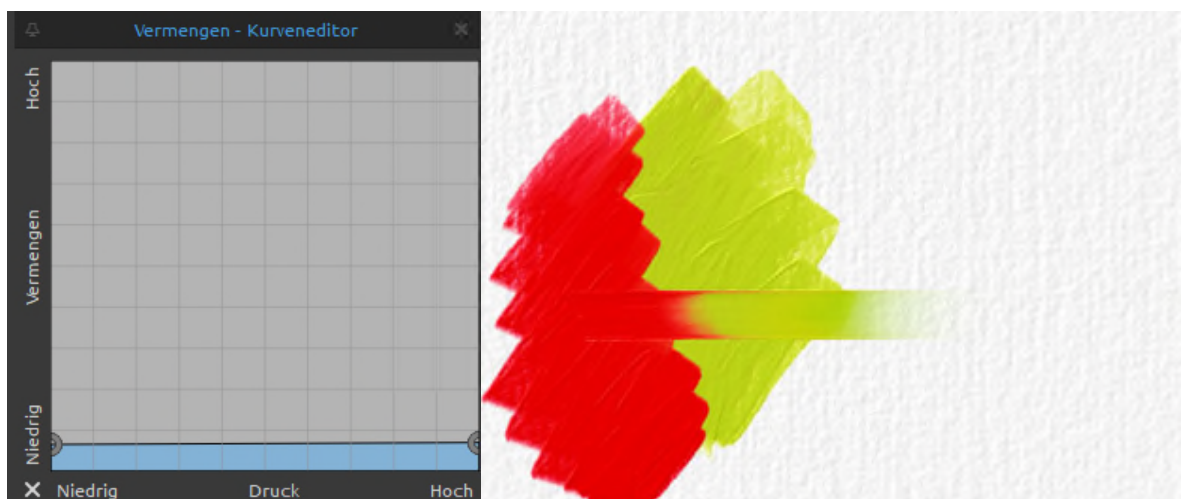 Vermengen - Kurveneditor
Hoch
Vermengen
Niedrig
Niedrig Druck Hoch